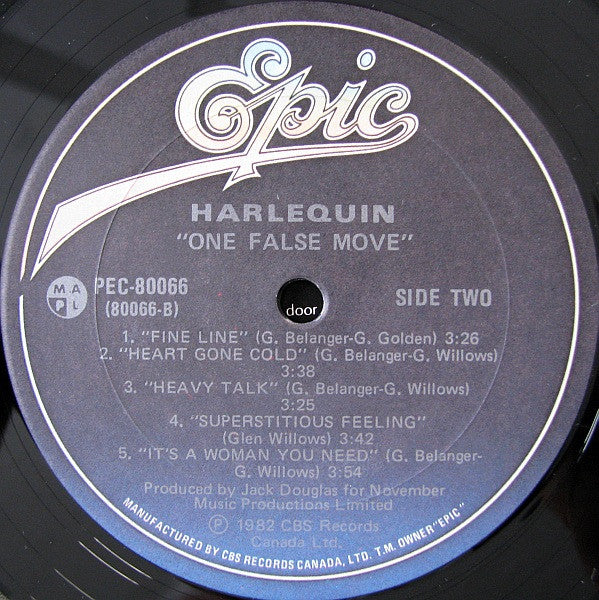 Epic
HARLEQUIN
"ONE FALSE MOVE"
M A
P L
PEC-80066
(80066-B)
door
SIDE TWO
1. "FINE LINE" (G. Belanger-G. Golden) 3:26
2. "HEART GONE COLD" (G. Belanger-G. Willows)
3:38
3. "HEAVY TALK" (G. Belanger-G. Willows)
3:25
4. "SUPERSTITIOUS FEELING"
(Glen Willows) 3:42
5. "IT'S A WOMAN YOU NEED" (G. Belanger-
G. Willows) 3:54
Produced by Jack Douglas for November
Music Productions Limited
Ⓟ 1982 CBS Records
Canada Ltd.
MANUFACTURED BY CBS RECORDS CANADA, LTD. T.M. OWNER "EPIC"